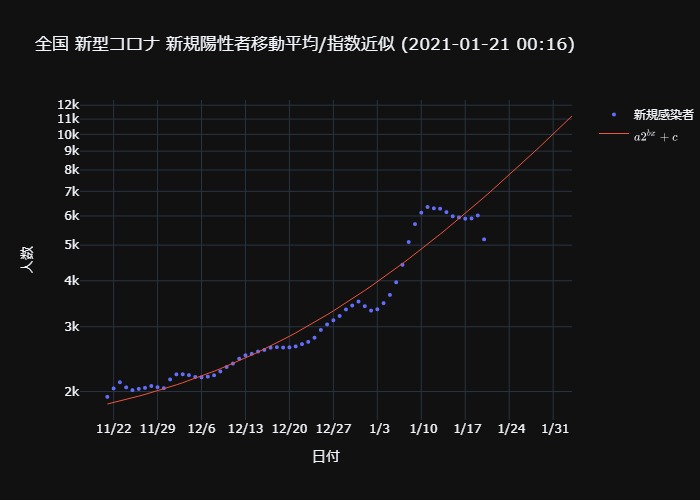 全国 新型コロナ 新規陽性者移動平均/指数近似 (2021-01-21 00:16)
新規感染者
a2^{bx} + c
12k
11k
10k
9k
8k
7k
6k
5k
4k
3k
2k
人数
11/22 11/29 12/6 12/13 12/20 12/27 1/3 1/10 1/17 1/24 1/31
日付